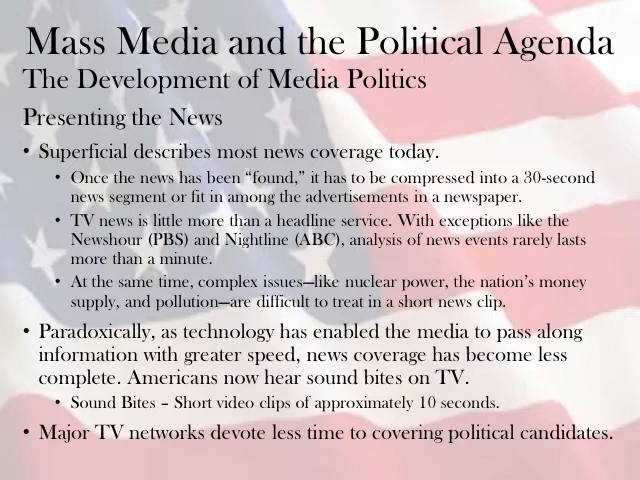 Mass Media and the Political Agenda
The Development of Media Politics
Presenting the News
• Superficial describes most news coverage today.
• Once the news has been “found,” it has to be compressed into a 30-second
news segment or fit in among the advertisements in a newspaper.
• TV news is little more than a headline service. With exceptions like the
Newshour (PBS) and Nightline (ABC), analysis of news events rarely lasts
more than a minute.
• At the same time, complex issues—like nuclear power, the nation’s money
supply, and pollution—are difficult to treat in a short news clip.
• Paradoxically, as technology has enabled the media to pass along
information with greater speed, news coverage has become less
complete. Americans now hear sound bites on TV.
• Sound Bites – Short video clips of approximately 10 seconds.
• Major TV networks devote less time to covering political candidates.